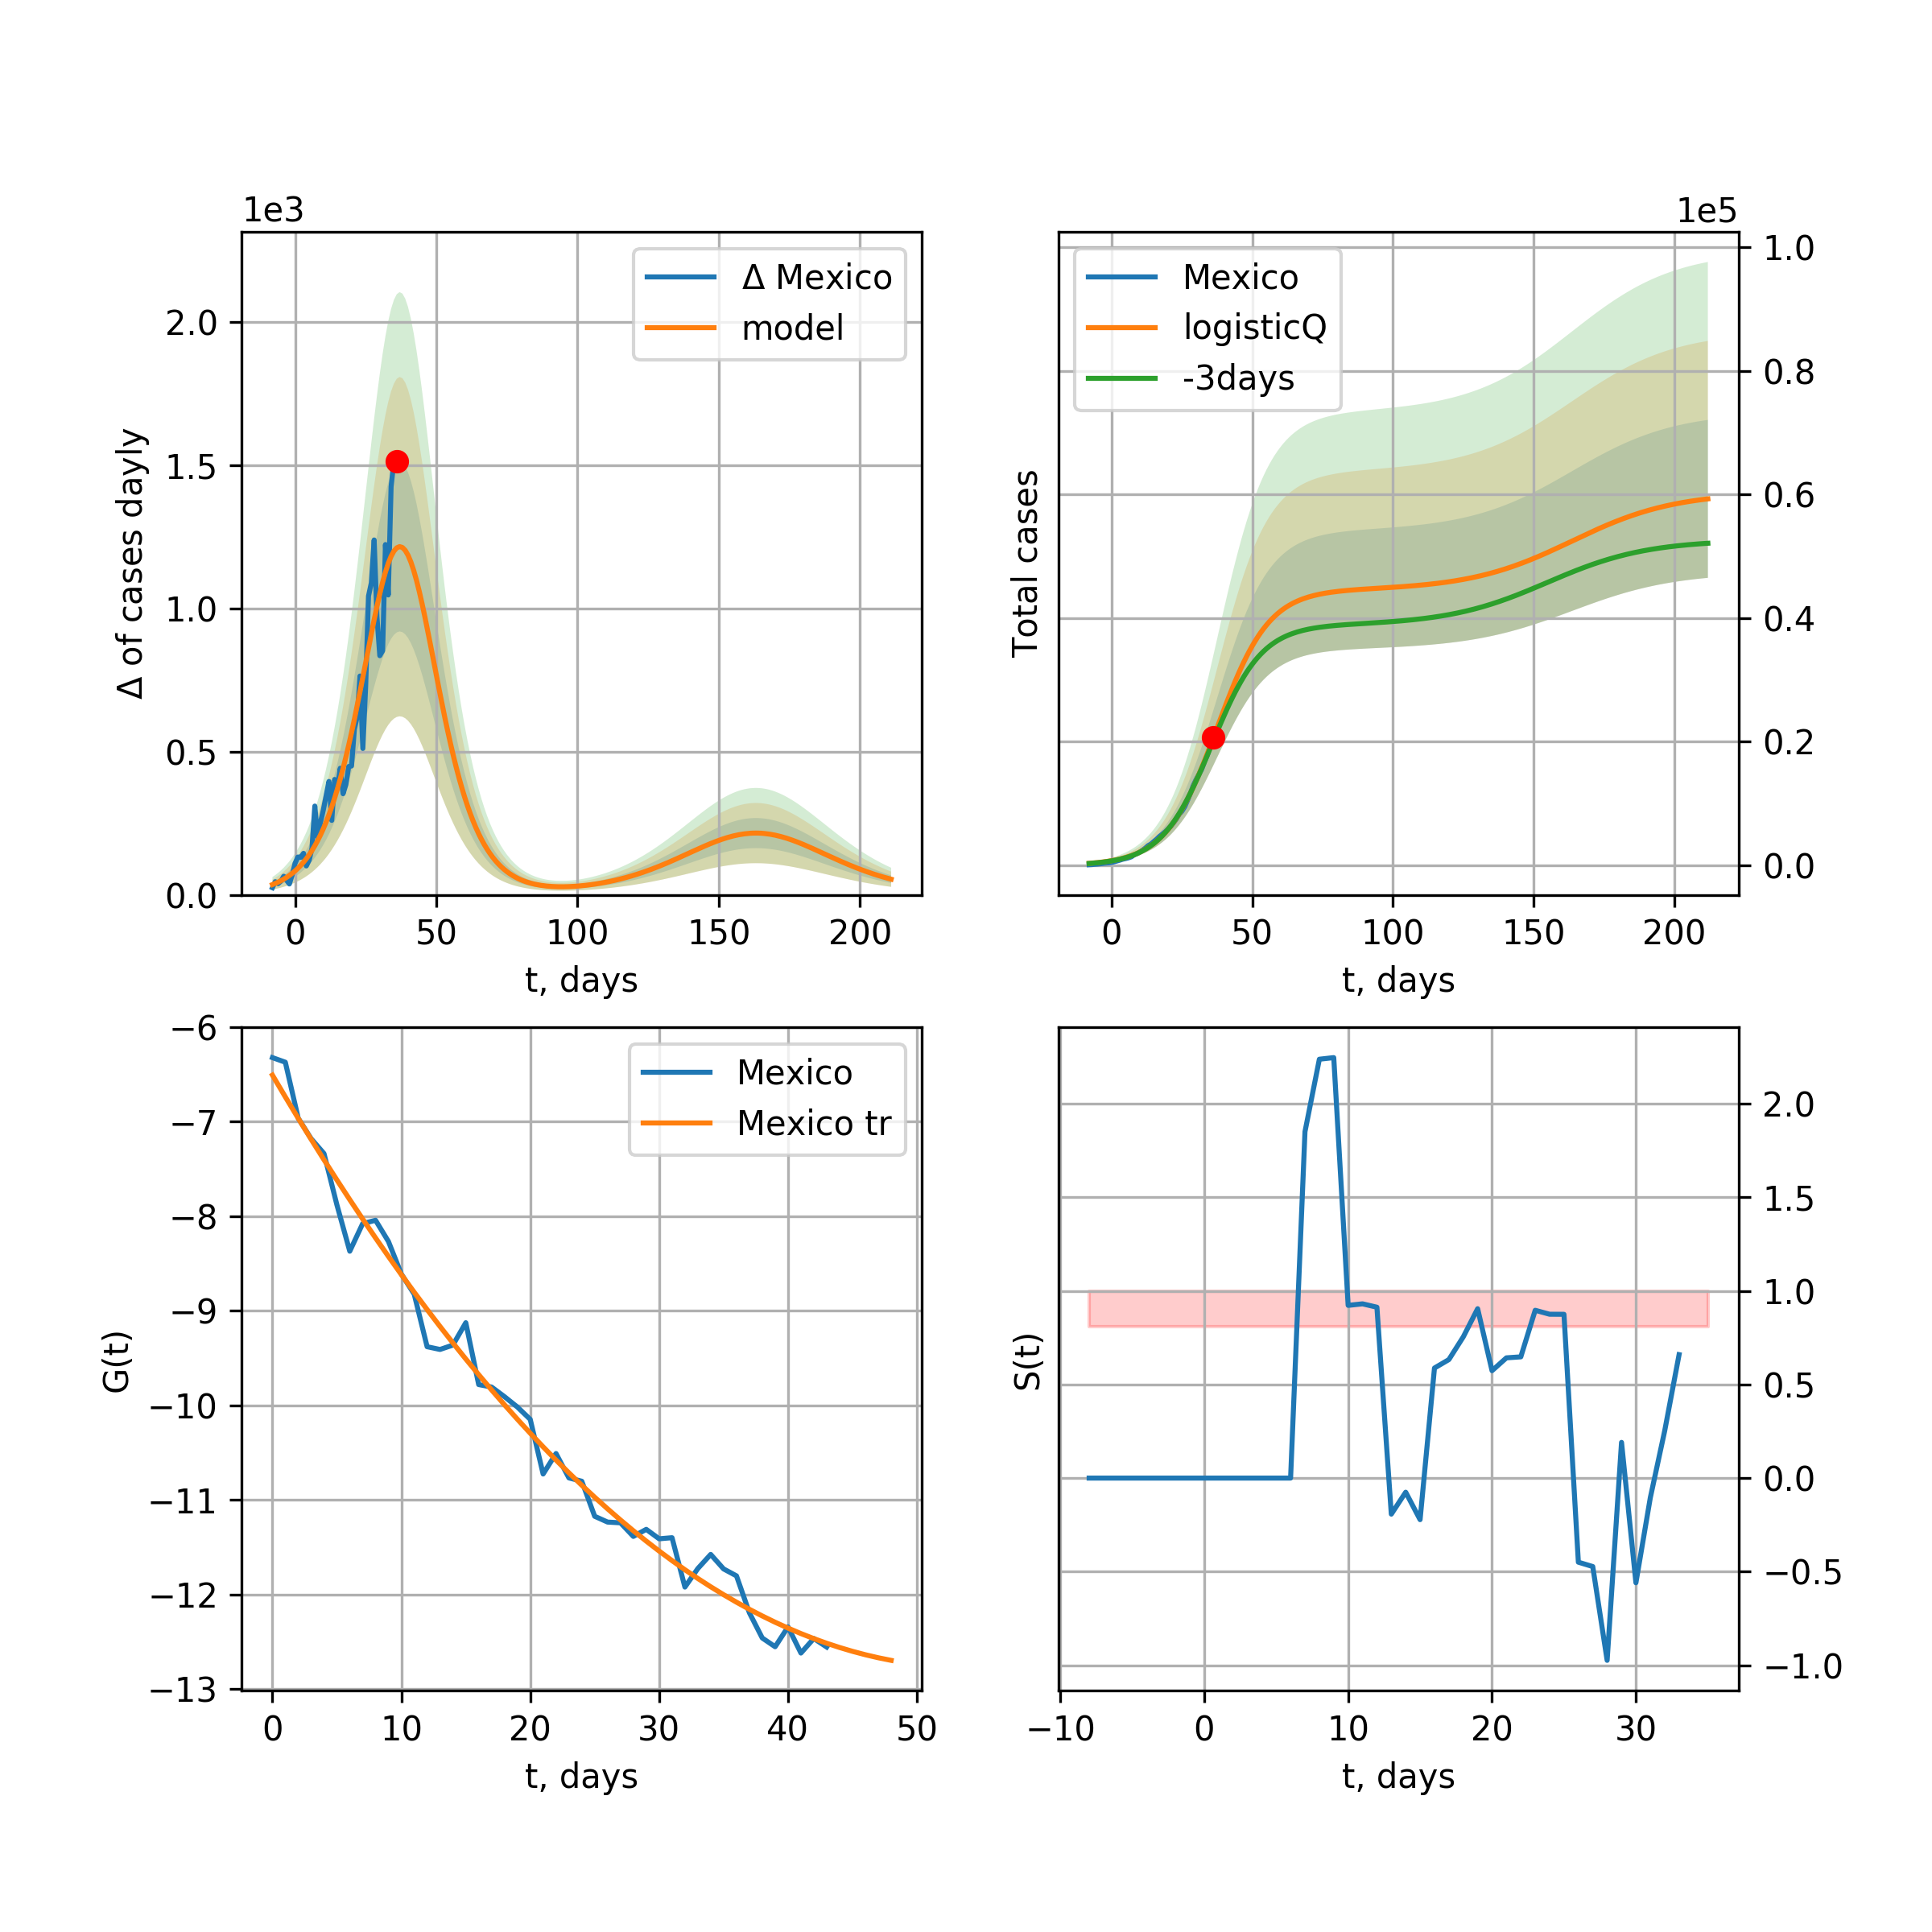 1e3
Δ of cases dayly
2.0
1.5
1.0
0.5
0.0
0 50 100 150 200
t, days
Δ Mexico
model
1e5
Total cases
1.0
0.8
0.6
0.4
0.2
0.0
0 50 100 150 200
t, days
Mexico
logisticQ
-3days
G(t)
−6
−7
−8
−9
−10
−11
−12
−13
0 10 20 30 40 50
t, days
Mexico
Mexico tr
S(t)
2.0
1.5
1.0
0.5
0.0
−0.5
−1.0
−10 0 10 20 30
t, days